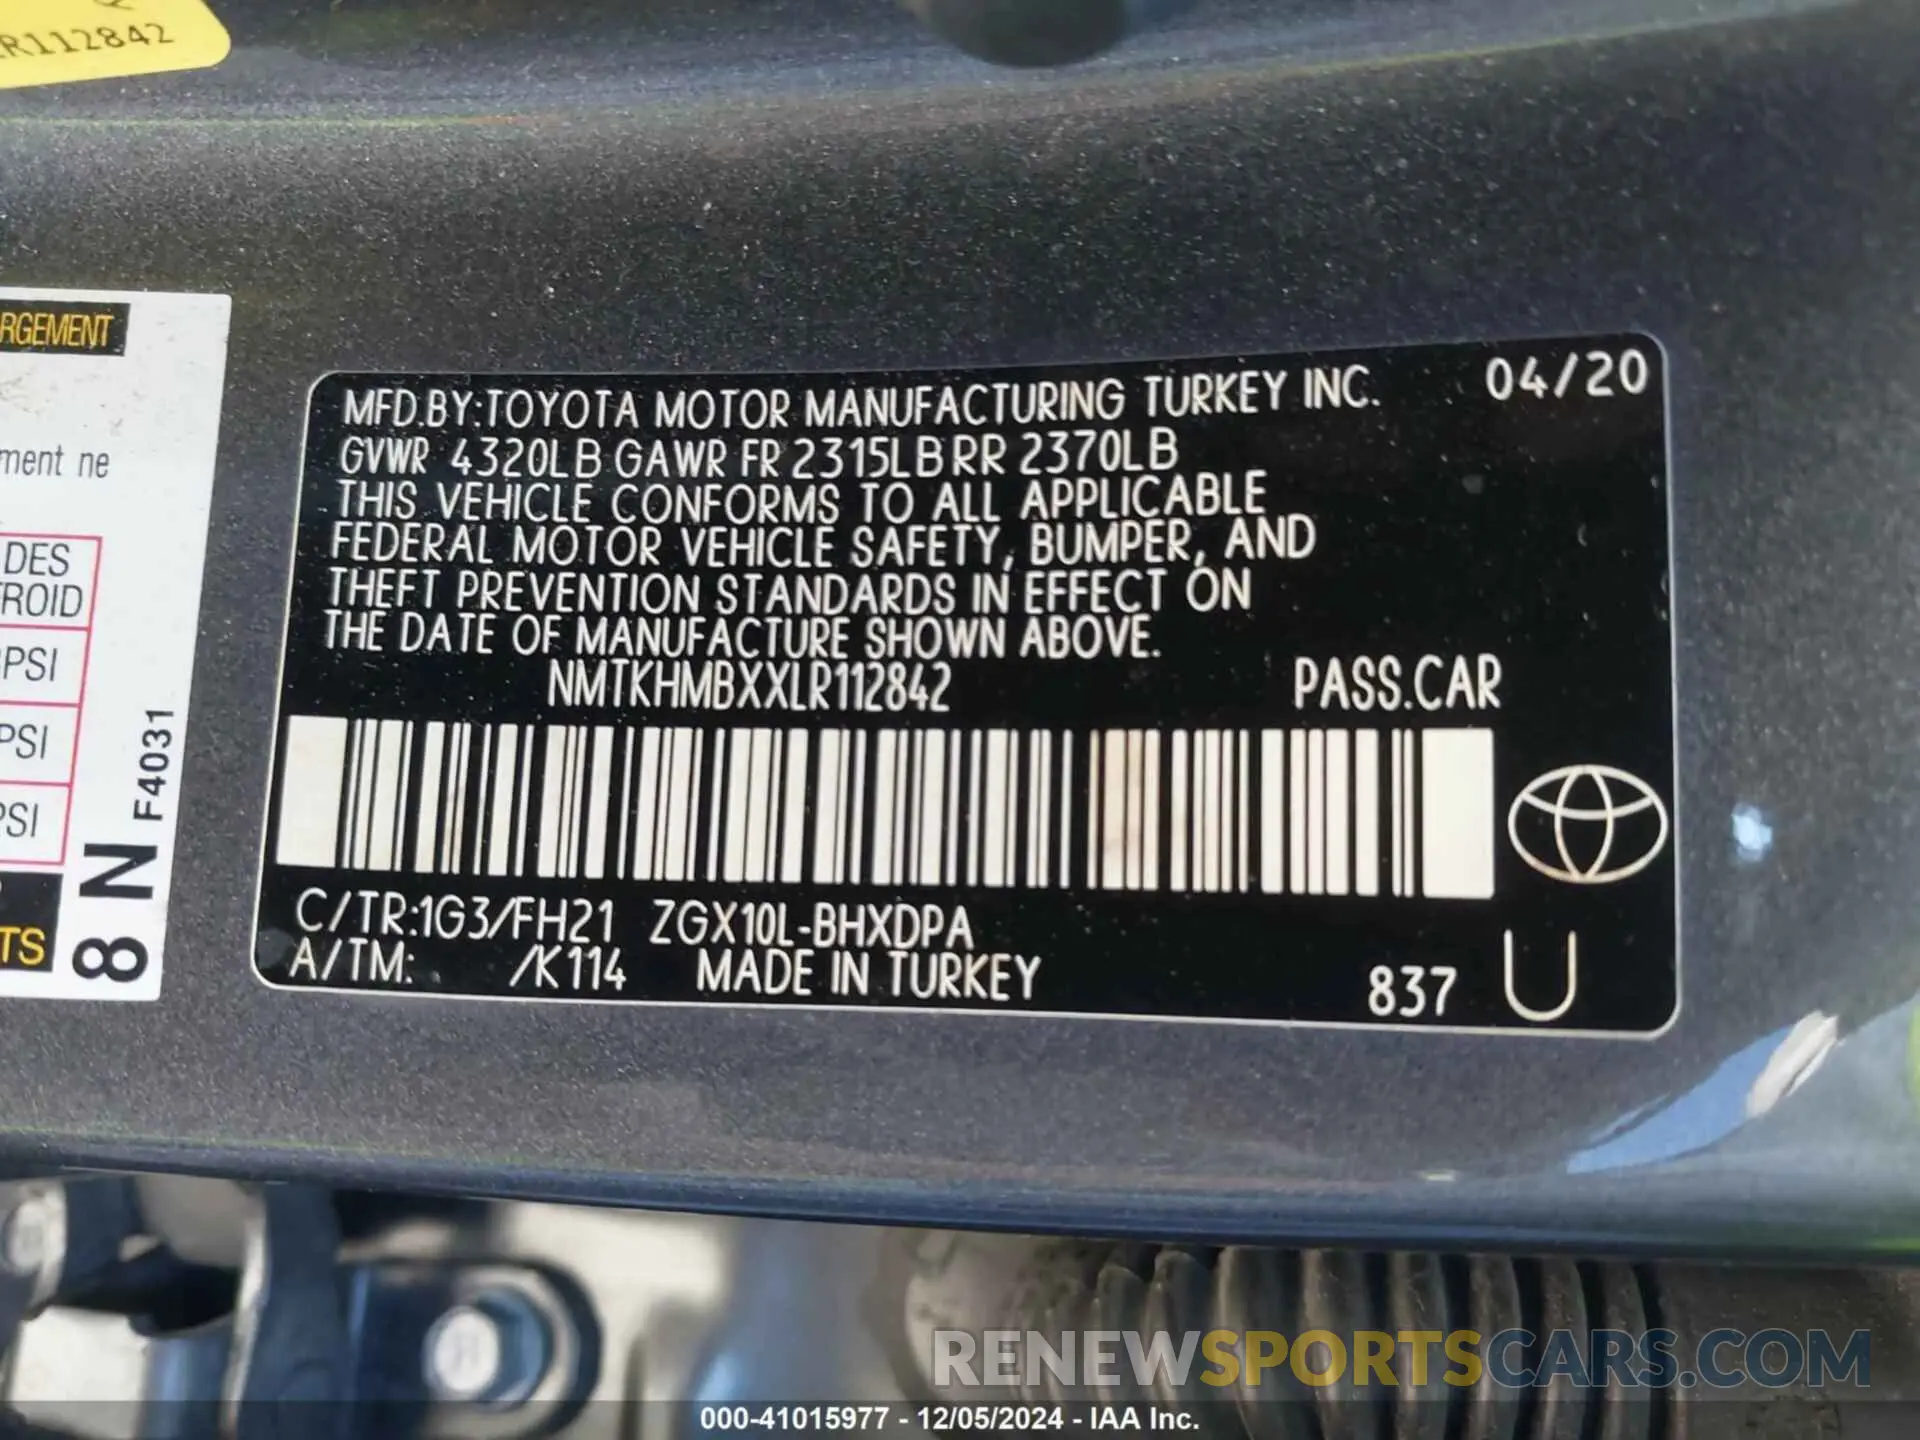 R112842
RGEMENT
ment ne
DES
FROID
PSI
PSI
PSI
TS
8 N
F4031
MFD.BY:TOYOTA MOTOR MANUFACTURING TURKEY INC. 04/20
GVWR 4320LB GAWR FR 2315LB RR 2370LB
THIS VEHICLE CONFORMS TO ALL APPLICABLE
FEDERAL MOTOR VEHICLE SAFETY, BUMPER, AND
THEFT PREVENTION STANDARDS IN EFFECT ON
THE DATE OF MANUFACTURE SHOWN ABOVE.
NMTKHMBXXLR112842 PASS.CAR
C/TR:1G3/FH21 ZGX10L-BHXDPA
A/TM: /K114 MADE IN TURKEY 837 U
RENEWSPORTSCARS.COM
000-41015977 - 12/05/2024 - IAA Inc.